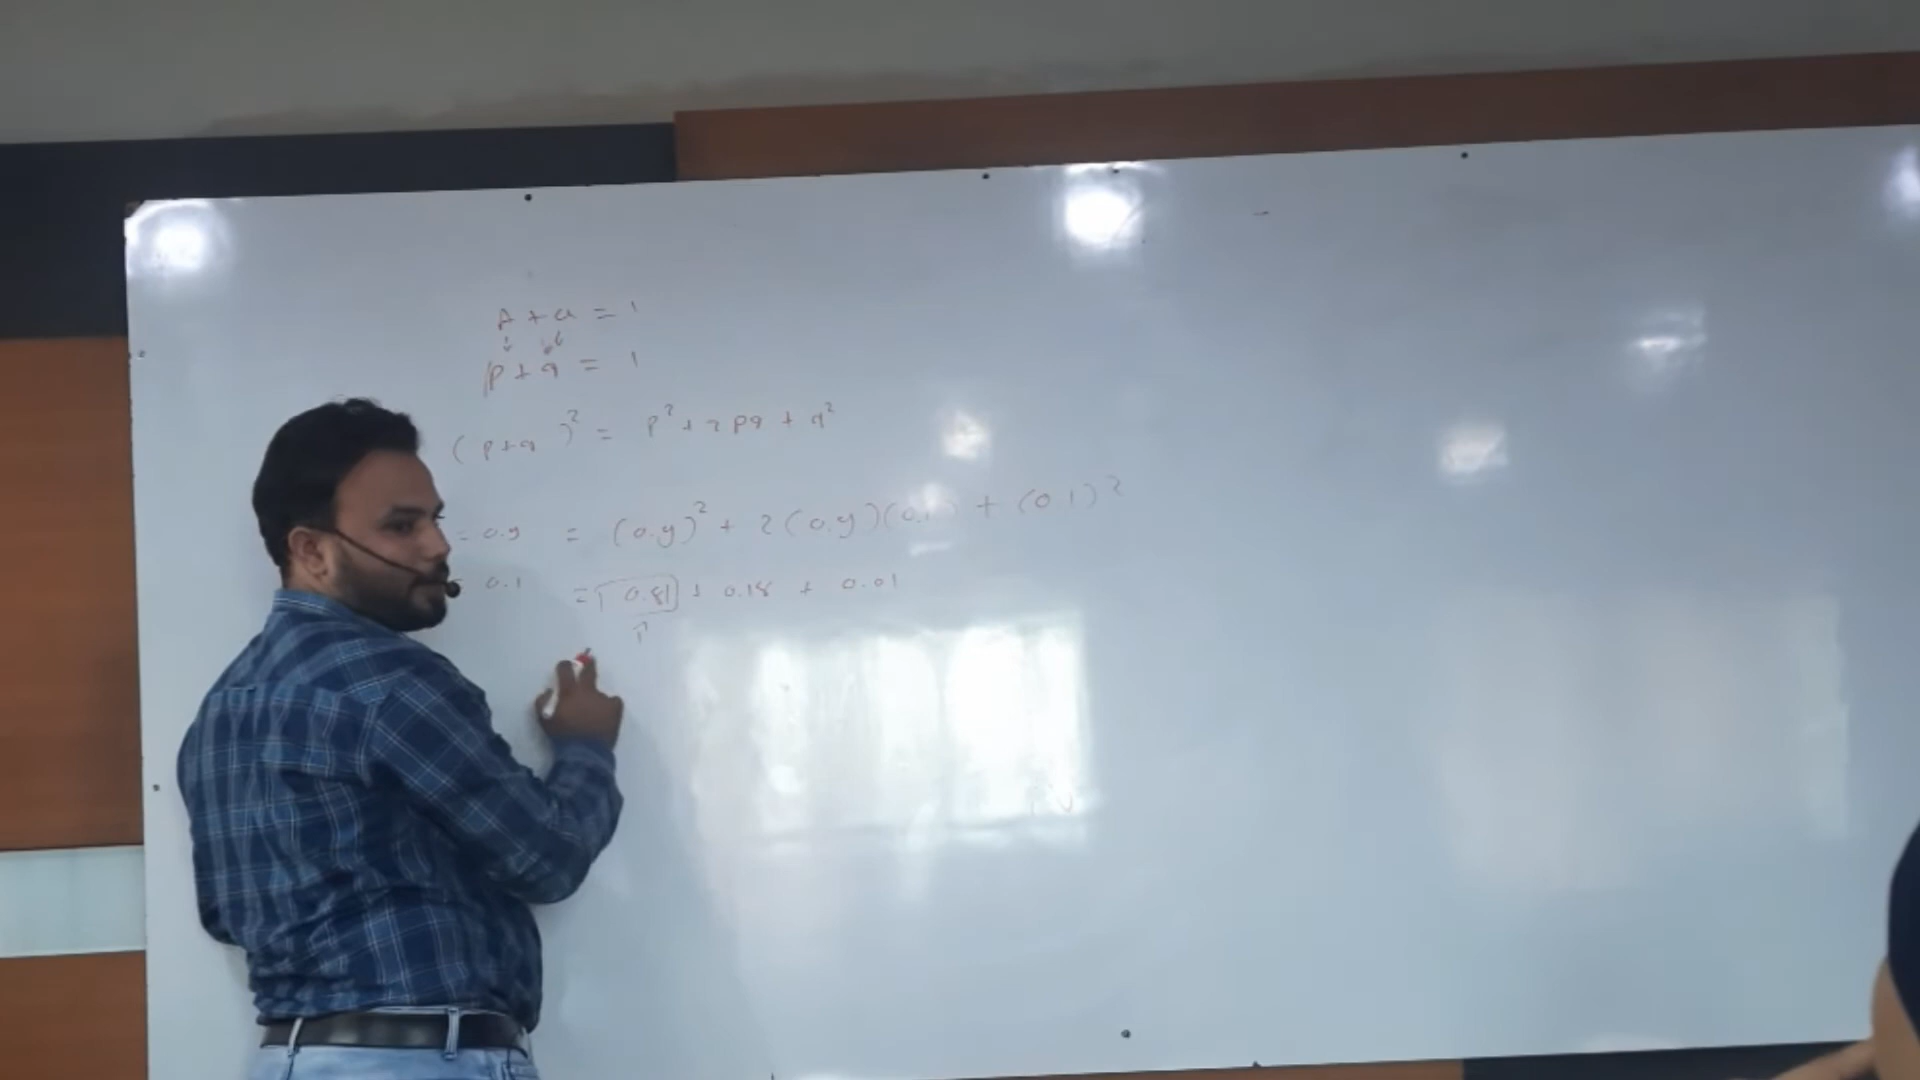 A + a = 1
p + q = 1
(p + q)² = p² + 2pq + q²
= 0.9 = (0.9)² + 2(0.9)(0.1 + (0.1)²
0.1 = 0.81 + 0.18 + 0.01